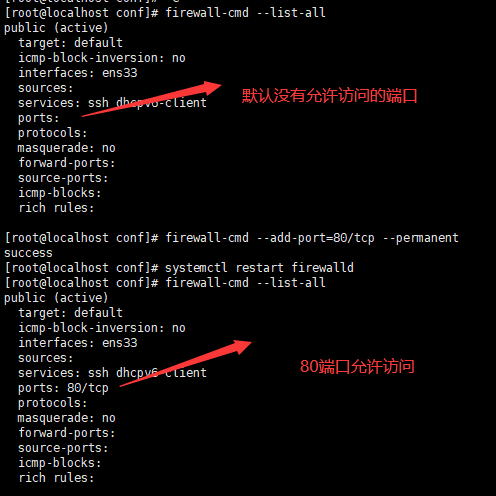 [root@localhost conf]# firewall-cmd --list-all
public (active)
target: default
icmp-block-inversion: no
interfaces: ens33
sources:
services: ssh dhcpv6-client
默认没有允许访问的端口
ports:
protocols:
masquerade: no
forward-ports:
source-ports:
icmp-blocks:
rich rules:
[root@localhost conf]# firewall-cmd --add-port=80/tcp --permanent
success
[root@localhost conf]# systemctl restart firewalld
[root@localhost conf]# firewall-cmd --list-all
public (active)
target: default
icmp-block-inversion: no
interfaces: ens33
sources:
services: ssh dhcpv6-client
80端口允许访问
ports: 80/tcp
protocols:
masquerade: no
forward-ports:
source-ports:
icmp-blocks:
rich rules: